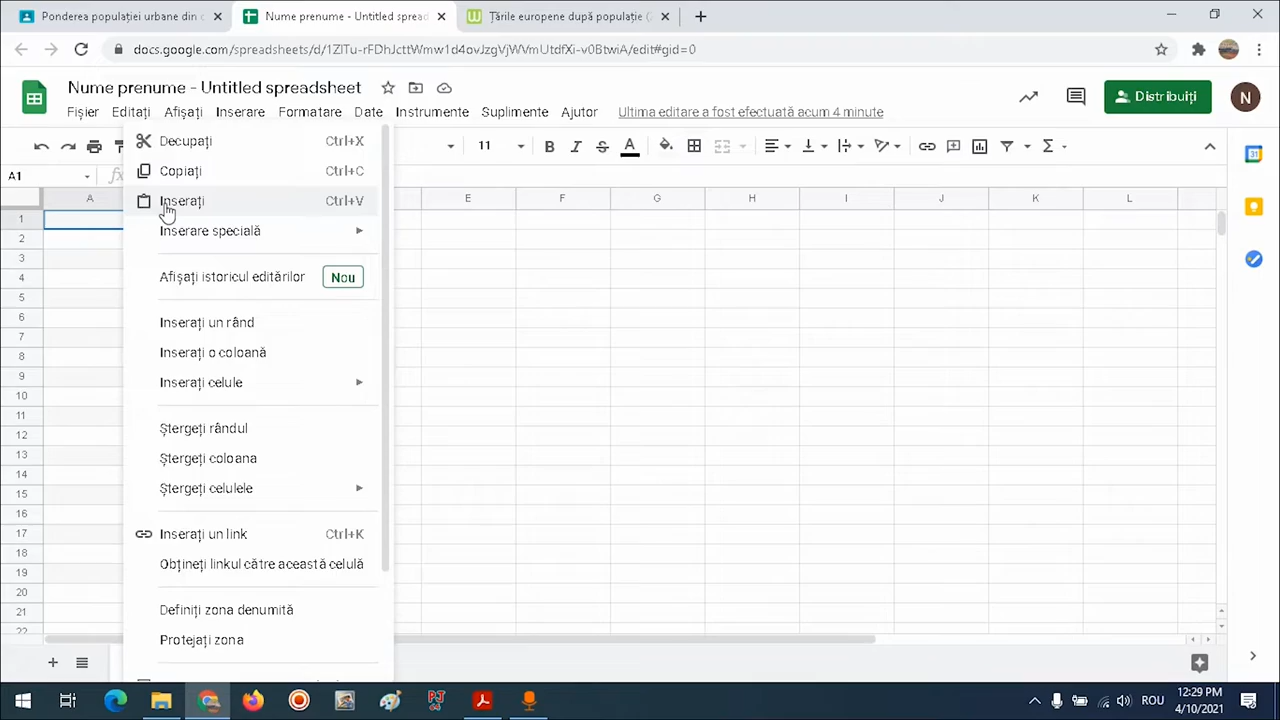 Ponderea populației urbane din c
Nume prenume - Untitled spread
Țările europene după populație (
docs.google.com/spreadsheets/d/1ZlTu-rFDhJcttWmw1d4ovJzgVjWVmUtdfXi-v0BtwiA/edit#gid=0
Nume prenume - Untitled spreadsheet
Fișier Editați Afișați Inserare Formatare Date Instrumente Suplimente Ajutor Ultima editare a fost efectuată acum 4 minute
Distribuiți
N
11 B I S A Σ
A1 fx
A E F G H I J K L
1
2
3
4
5
6
7
8
9
10
11
12
13
14
15
16
17
18
19
20
21
22
Decupați Ctrl+X
Copiați Ctrl+C
Inserați Ctrl+V
Inserare specială
Afișați istoricul editărilor Nou
Inserați un rând
Inserați o coloană
Inserați celule
Ștergeți rândul
Ștergeți coloana
Ștergeți celulele
Inserați un link Ctrl+K
Obțineți linkul către această celulă
Definiți zona denumită
Protejați zona
ROU
12:29 PM
4/10/2021